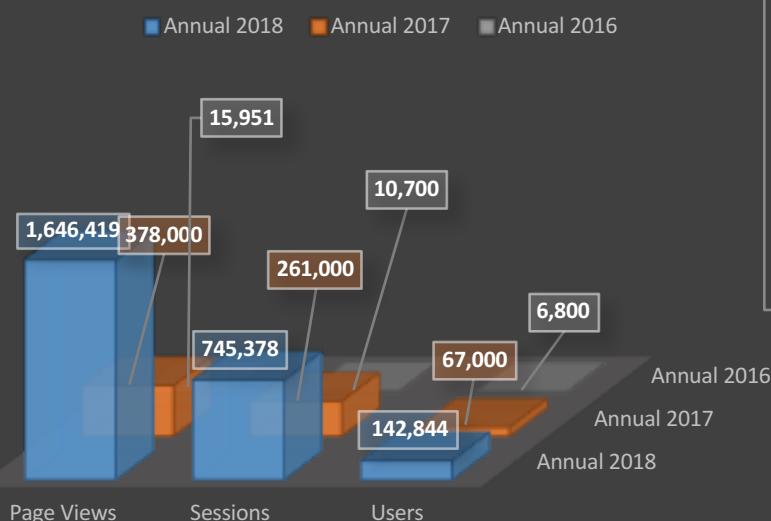 Annual 2018 Annual 2017 Annual 2016
15,951
10,700
1,646,419 378,000
261,000
6,800
745,378
67,000
Annual 2016
142,844
Annual 2017
Annual 2018
Page Views Sessions Users